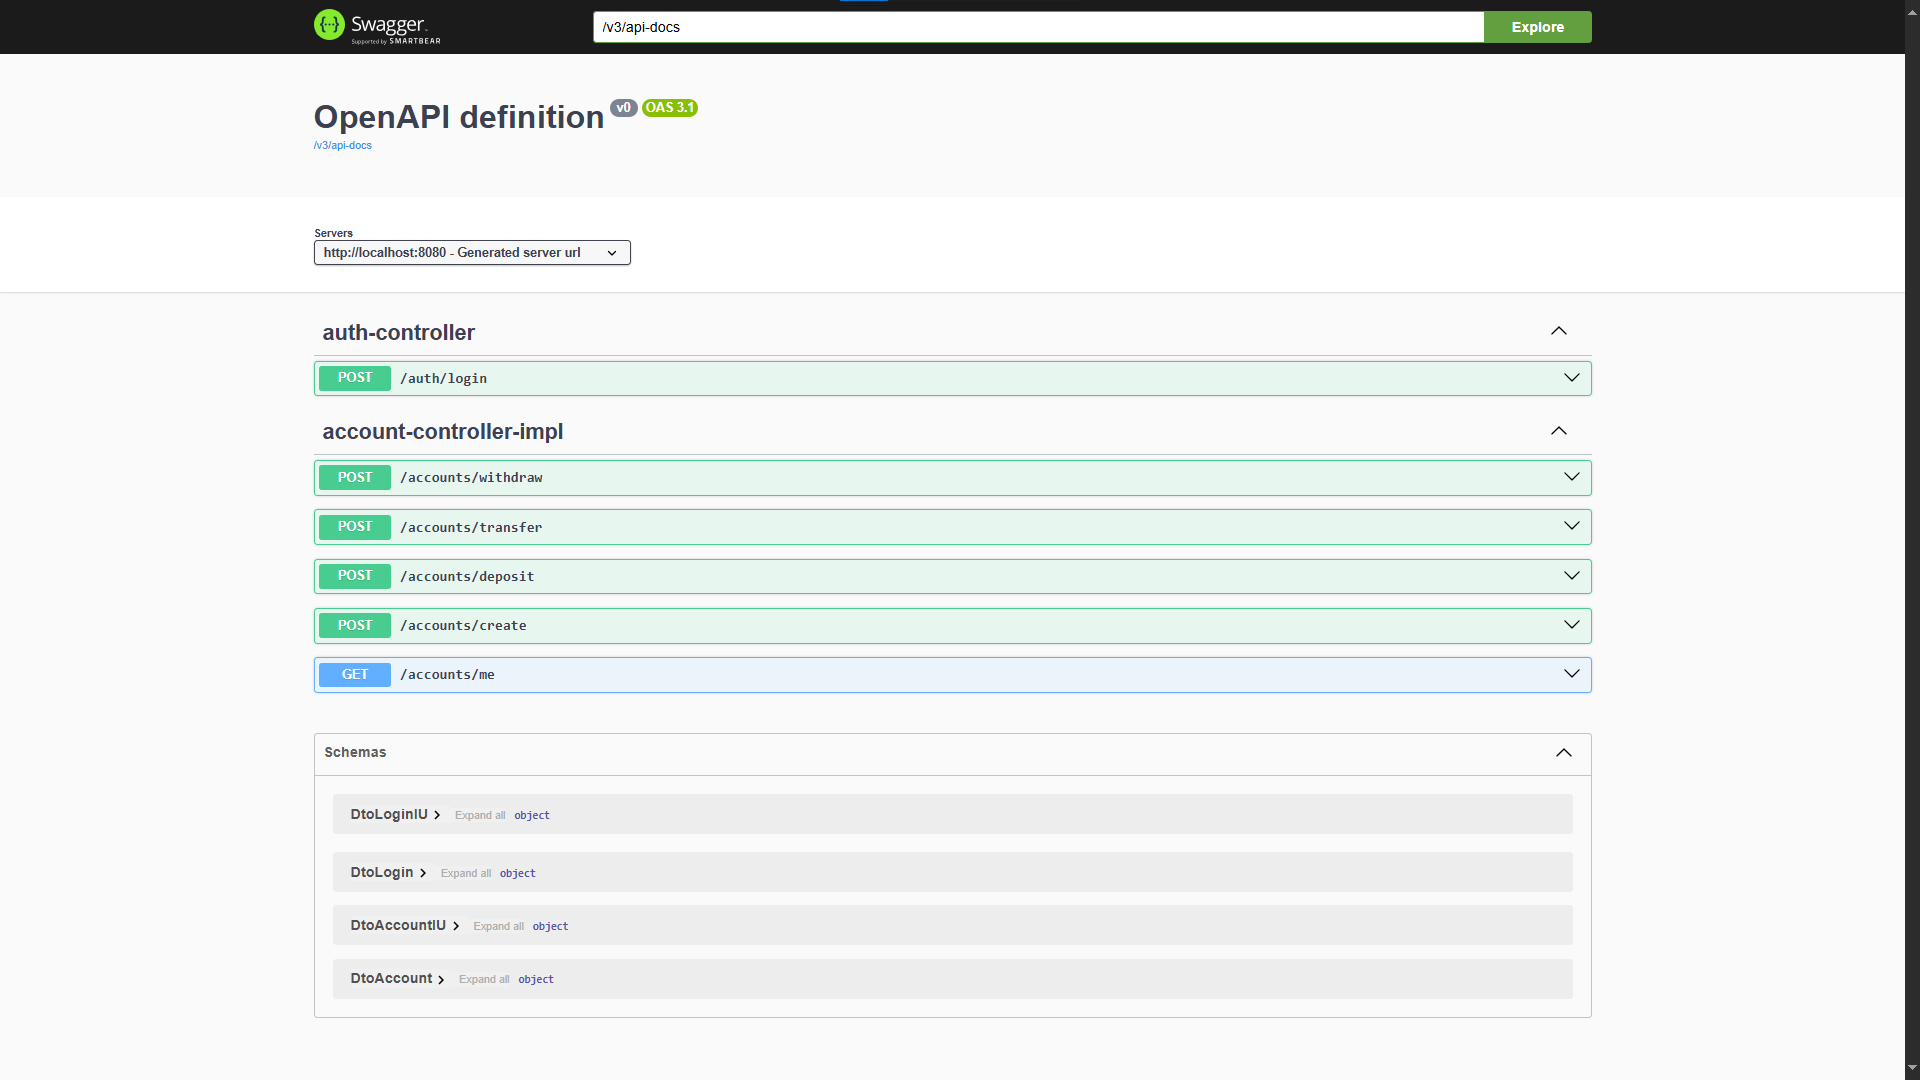 Swagger
Supported by SMARTBEAR
/v3/api-docs
Explore
OpenAPI definition v0 OAS 3.1
/v3/api-docs
Servers
http://localhost:8080 - Generated server url
auth-controller
POST /auth/login
account-controller-impl
POST /accounts/withdraw
POST /accounts/transfer
POST /accounts/deposit
POST /accounts/create
GET /accounts/me
Schemas
DtoLoginIU Expand all object
DtoLogin Expand all object
DtoAccountIU Expand all object
DtoAccount Expand all object